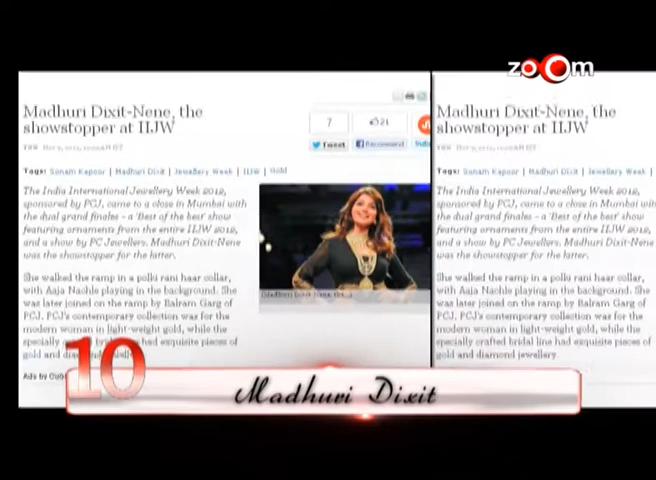 zoom
Madhuri Dixit-Nene, the
showstopper at IIJW
7
21
Tweet
Recommend
Tags: Sonam Kapoor | Madhuri Dixit | Jewellery Week | IIJW | Gold
The India International Jewellery Week 2012,
sponsored by PCJ, came to a close in Mumbai with
the dual grand finales – a 'Best of the best' show
featuring ornaments from the entire IIJW 2012,
and a show by PC Jewellers. Madhuri Dixit-Nene
was the showstopper for the latter.
She walked the ramp in a polki rani haar collar,
with Aaja Nachle playing in the background. She
was later joined on the ramp by Balram Garg of
PCJ. PCJ's contemporary collection was for the
modern woman in light-weight gold, while the
specially had exquisite pieces of
gold and
Ads by
Madhuri Dixit-Nene, the
showstopper at IIJW
Tags: Sonam Kapoor | Madhuri Dixit | Jewellery Week |
The India International Jewellery Week 2012,
sponsored by PCJ, came to a close in Mumbai
the dual grand finales – a 'Best of the best' show
featuring ornaments from the entire IIJW 2012,
and a show by PC Jewellers. Madhuri Dixit-Nene
was the showstopper for the latter.
She walked the ramp in a polki rani haar collar,
with Aaja Nachle playing in the background. She
was later joined on the ramp by Balram Garg of
PCJ. PCJ's contemporary collection was for the
modern woman in light-weight gold, while the
specially crafted bridal line had exquisite pieces of
gold and diamond jewellery.
10
Madhuri Dixit